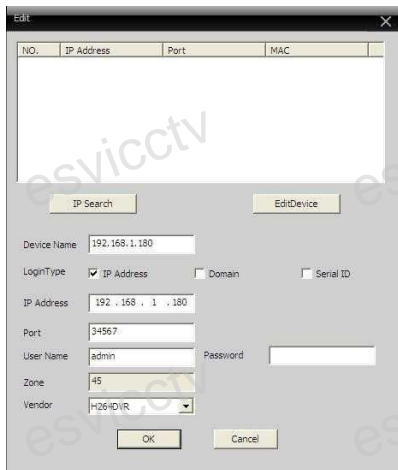 Edit
NO. IP Address Port MAC
esvicctv
IP Search EditDevice
Device Name 192.168.1.180
LoginType IP Address Domain Serial ID
IP Address 192 . 168 . 1 . 180
Port 34567
User Name admin Password
Zone 45
Vendor H264DVR
esvicctv
OK Cancel